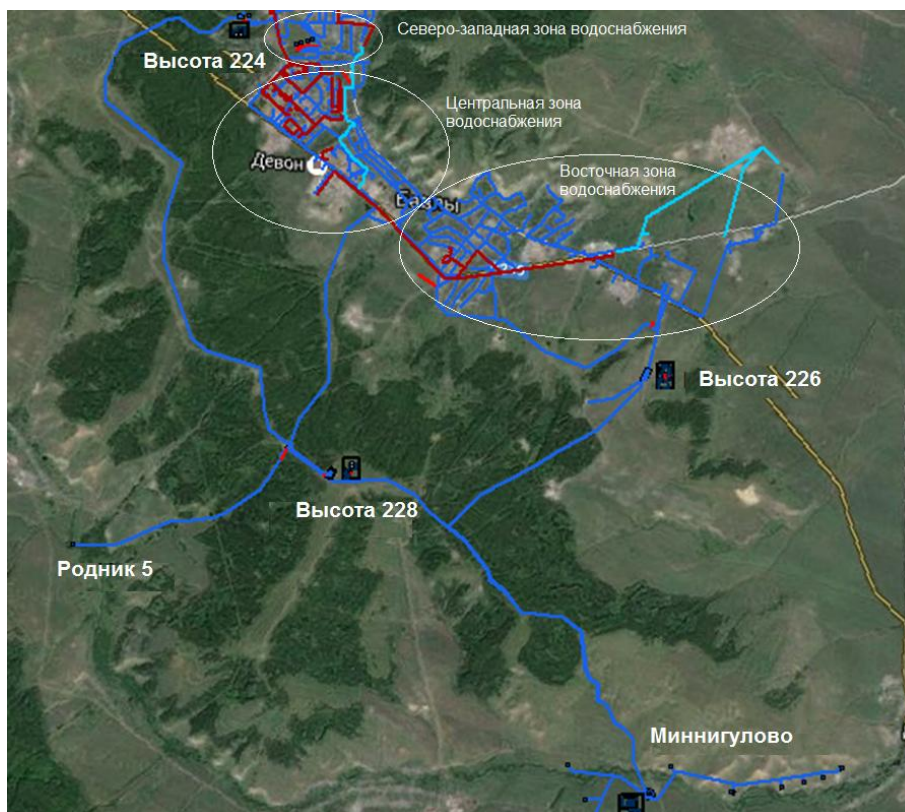 Северо-западная зона водоснабжения
Высота 224
Центральная зона
водоснабжения
Девон
Восточная зона
водоснабжения
Бавлы
Высота 226
Высота 228
Родник 5
Миннигулово